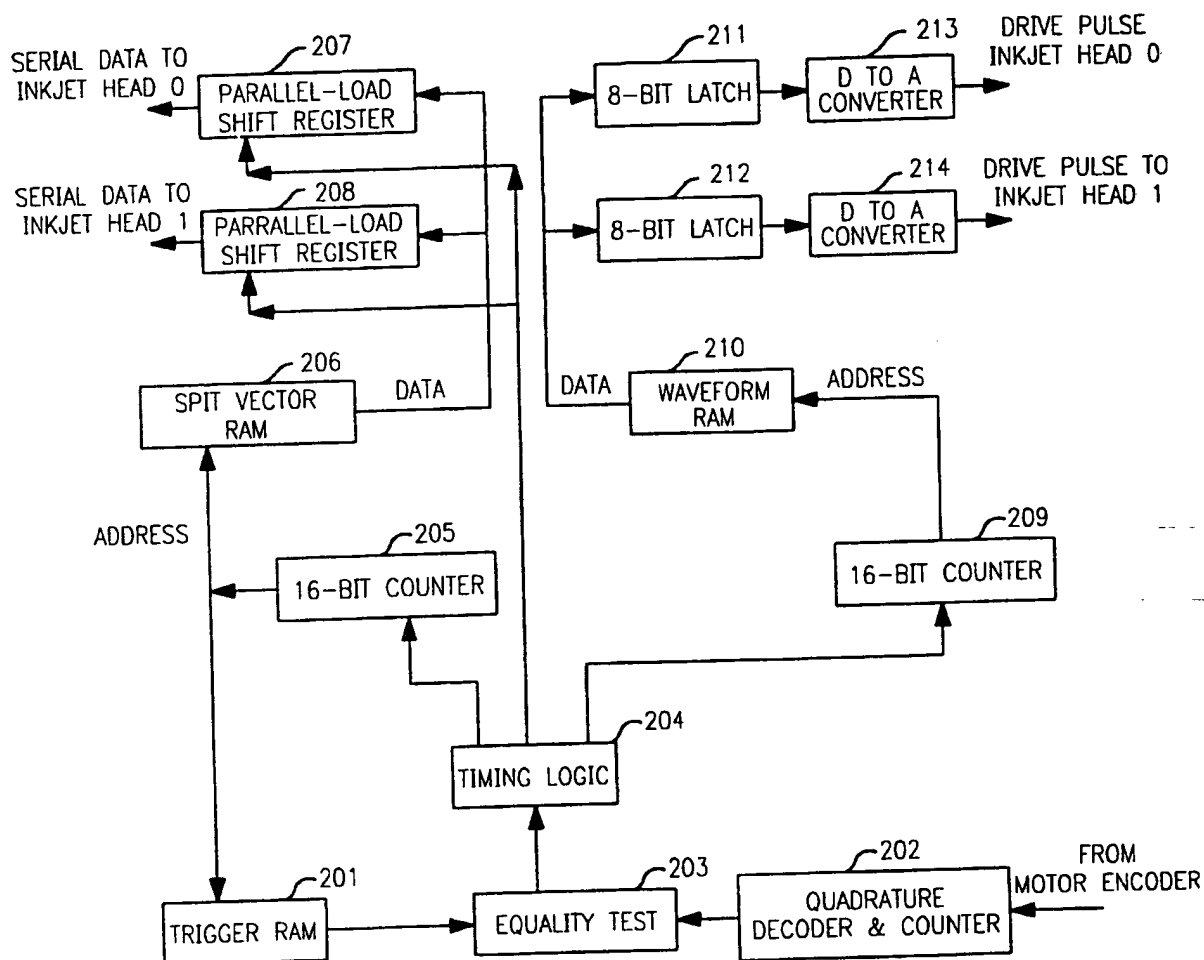 SERIAL DATA TO
INKJET HEAD 0
207
PARALLEL-LOAD
SHIFT REGISTER
211
8-BIT LATCH
213
D TO A
CONVERTER
DRIVE PULSE
INKJET HEAD 0
SERIAL DATA TO
INKJET HEAD 1
208
PARRALLEL-LOAD
SHIFT REGISTER
212
8-BIT LATCH
214
D TO A
CONVERTER
DRIVE PULSE TO
INKJET HEAD 1
206
SPIT VECTOR
RAM
DATA
DATA
210
WAVEFORM
RAM
ADDRESS
ADDRESS
205
16-BIT COUNTER
209
16-BIT COUNTER
204
TIMING LOGIC
201
TRIGGER RAM
203
EQUALITY TEST
202
QUADRATURE
DECODER & COUNTER
FROM
MOTOR ENCODER